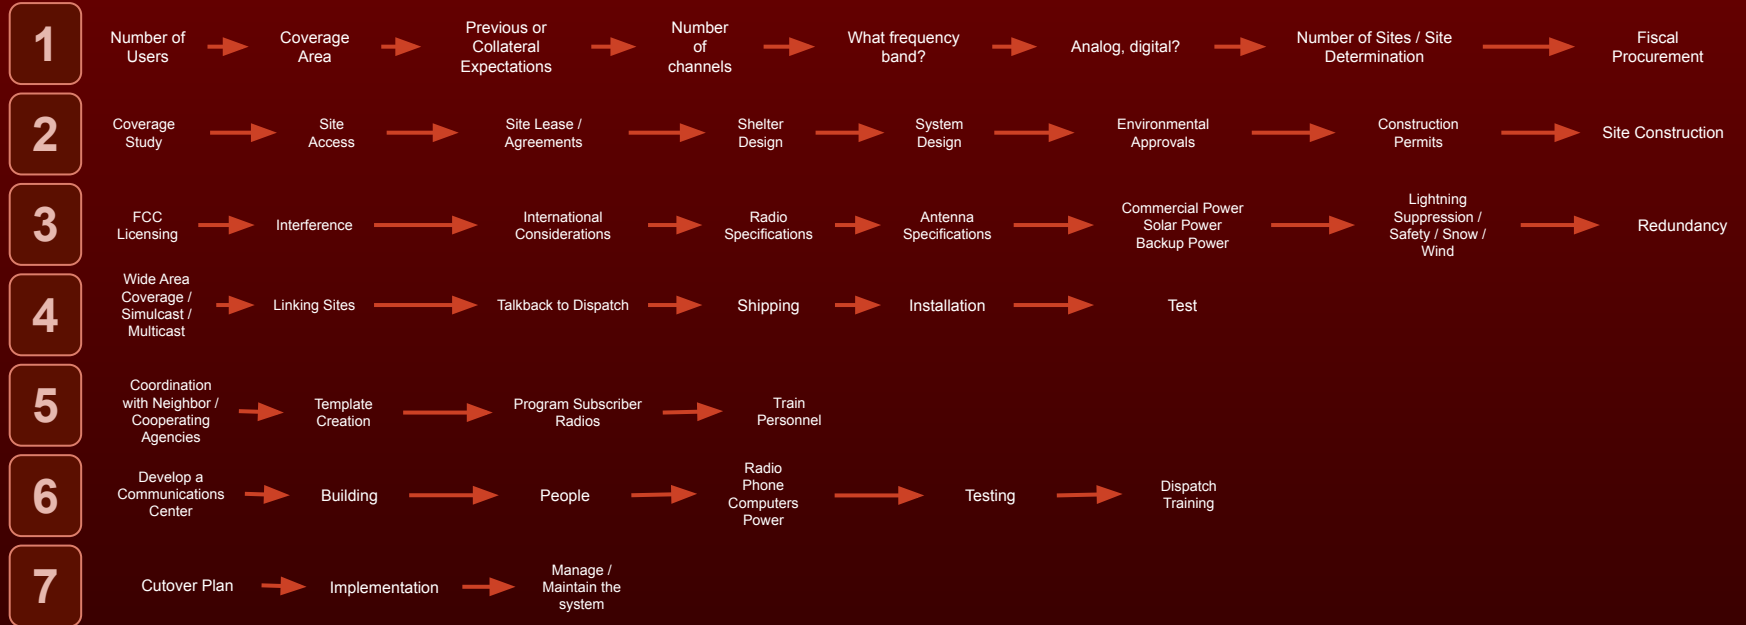 1
Number of
Users
Coverage
Area
Previous or
Collateral
Expectations
Number
of
channels
What frequency
band?
Analog, digital?
Number of Sites / Site
Determination
Fiscal
Procurement
2
Coverage
Study
Site
Access
Site Lease /
Agreements
Shelter
Design
System
Design
Environmental
Approvals
Construction
Permits
Site Construction
3
FCC
Licensing
Interference
International
Considerations
Radio
Specifications
Antenna
Specifications
Commercial Power
Solar Power
Backup Power
Lightning
Suppression /
Safety / Snow /
Wind
Redundancy
4
Wide Area
Coverage /
Simulcast /
Multicast
Linking Sites
Talkback to Dispatch
Shipping
Installation
Test
5
Coordination
with Neighbor /
Cooperating
Agencies
Template
Creation
Program Subscriber
Radios
Train
Personnel
6
Develop a
Communications
Center
Building
People
Radio
Phone
Computers
Power
Testing
Dispatch
Training
7
Cutover Plan
Implementation
Manage /
Maintain the
system